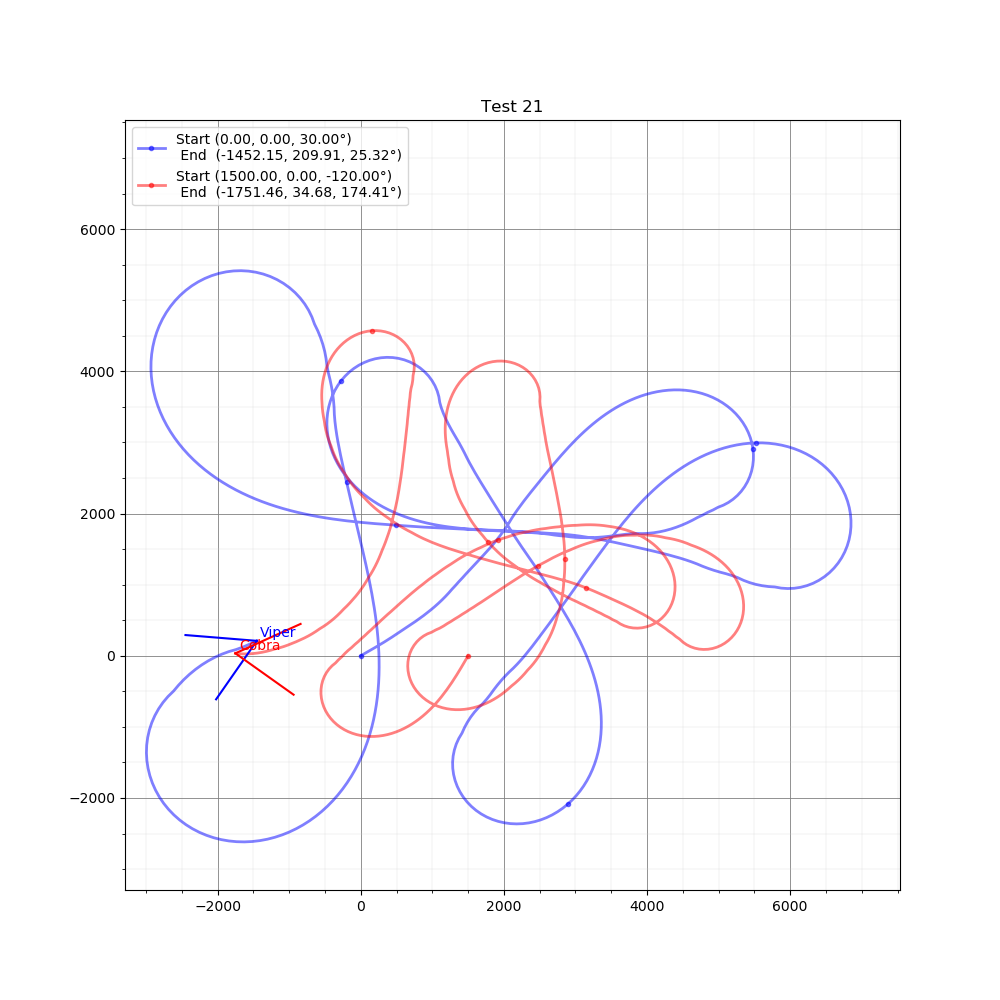 Test 21
Start (0.00, 0.00, 30.00°)
End (-1452.15, 209.91, 25.32°)
Start (1500.00, 0.00, -120.00°)
End (-1751.46, 34.68, 174.41°)
6000
4000
2000
0
−2000
Viper
Cobra
−2000 0 2000 4000 6000